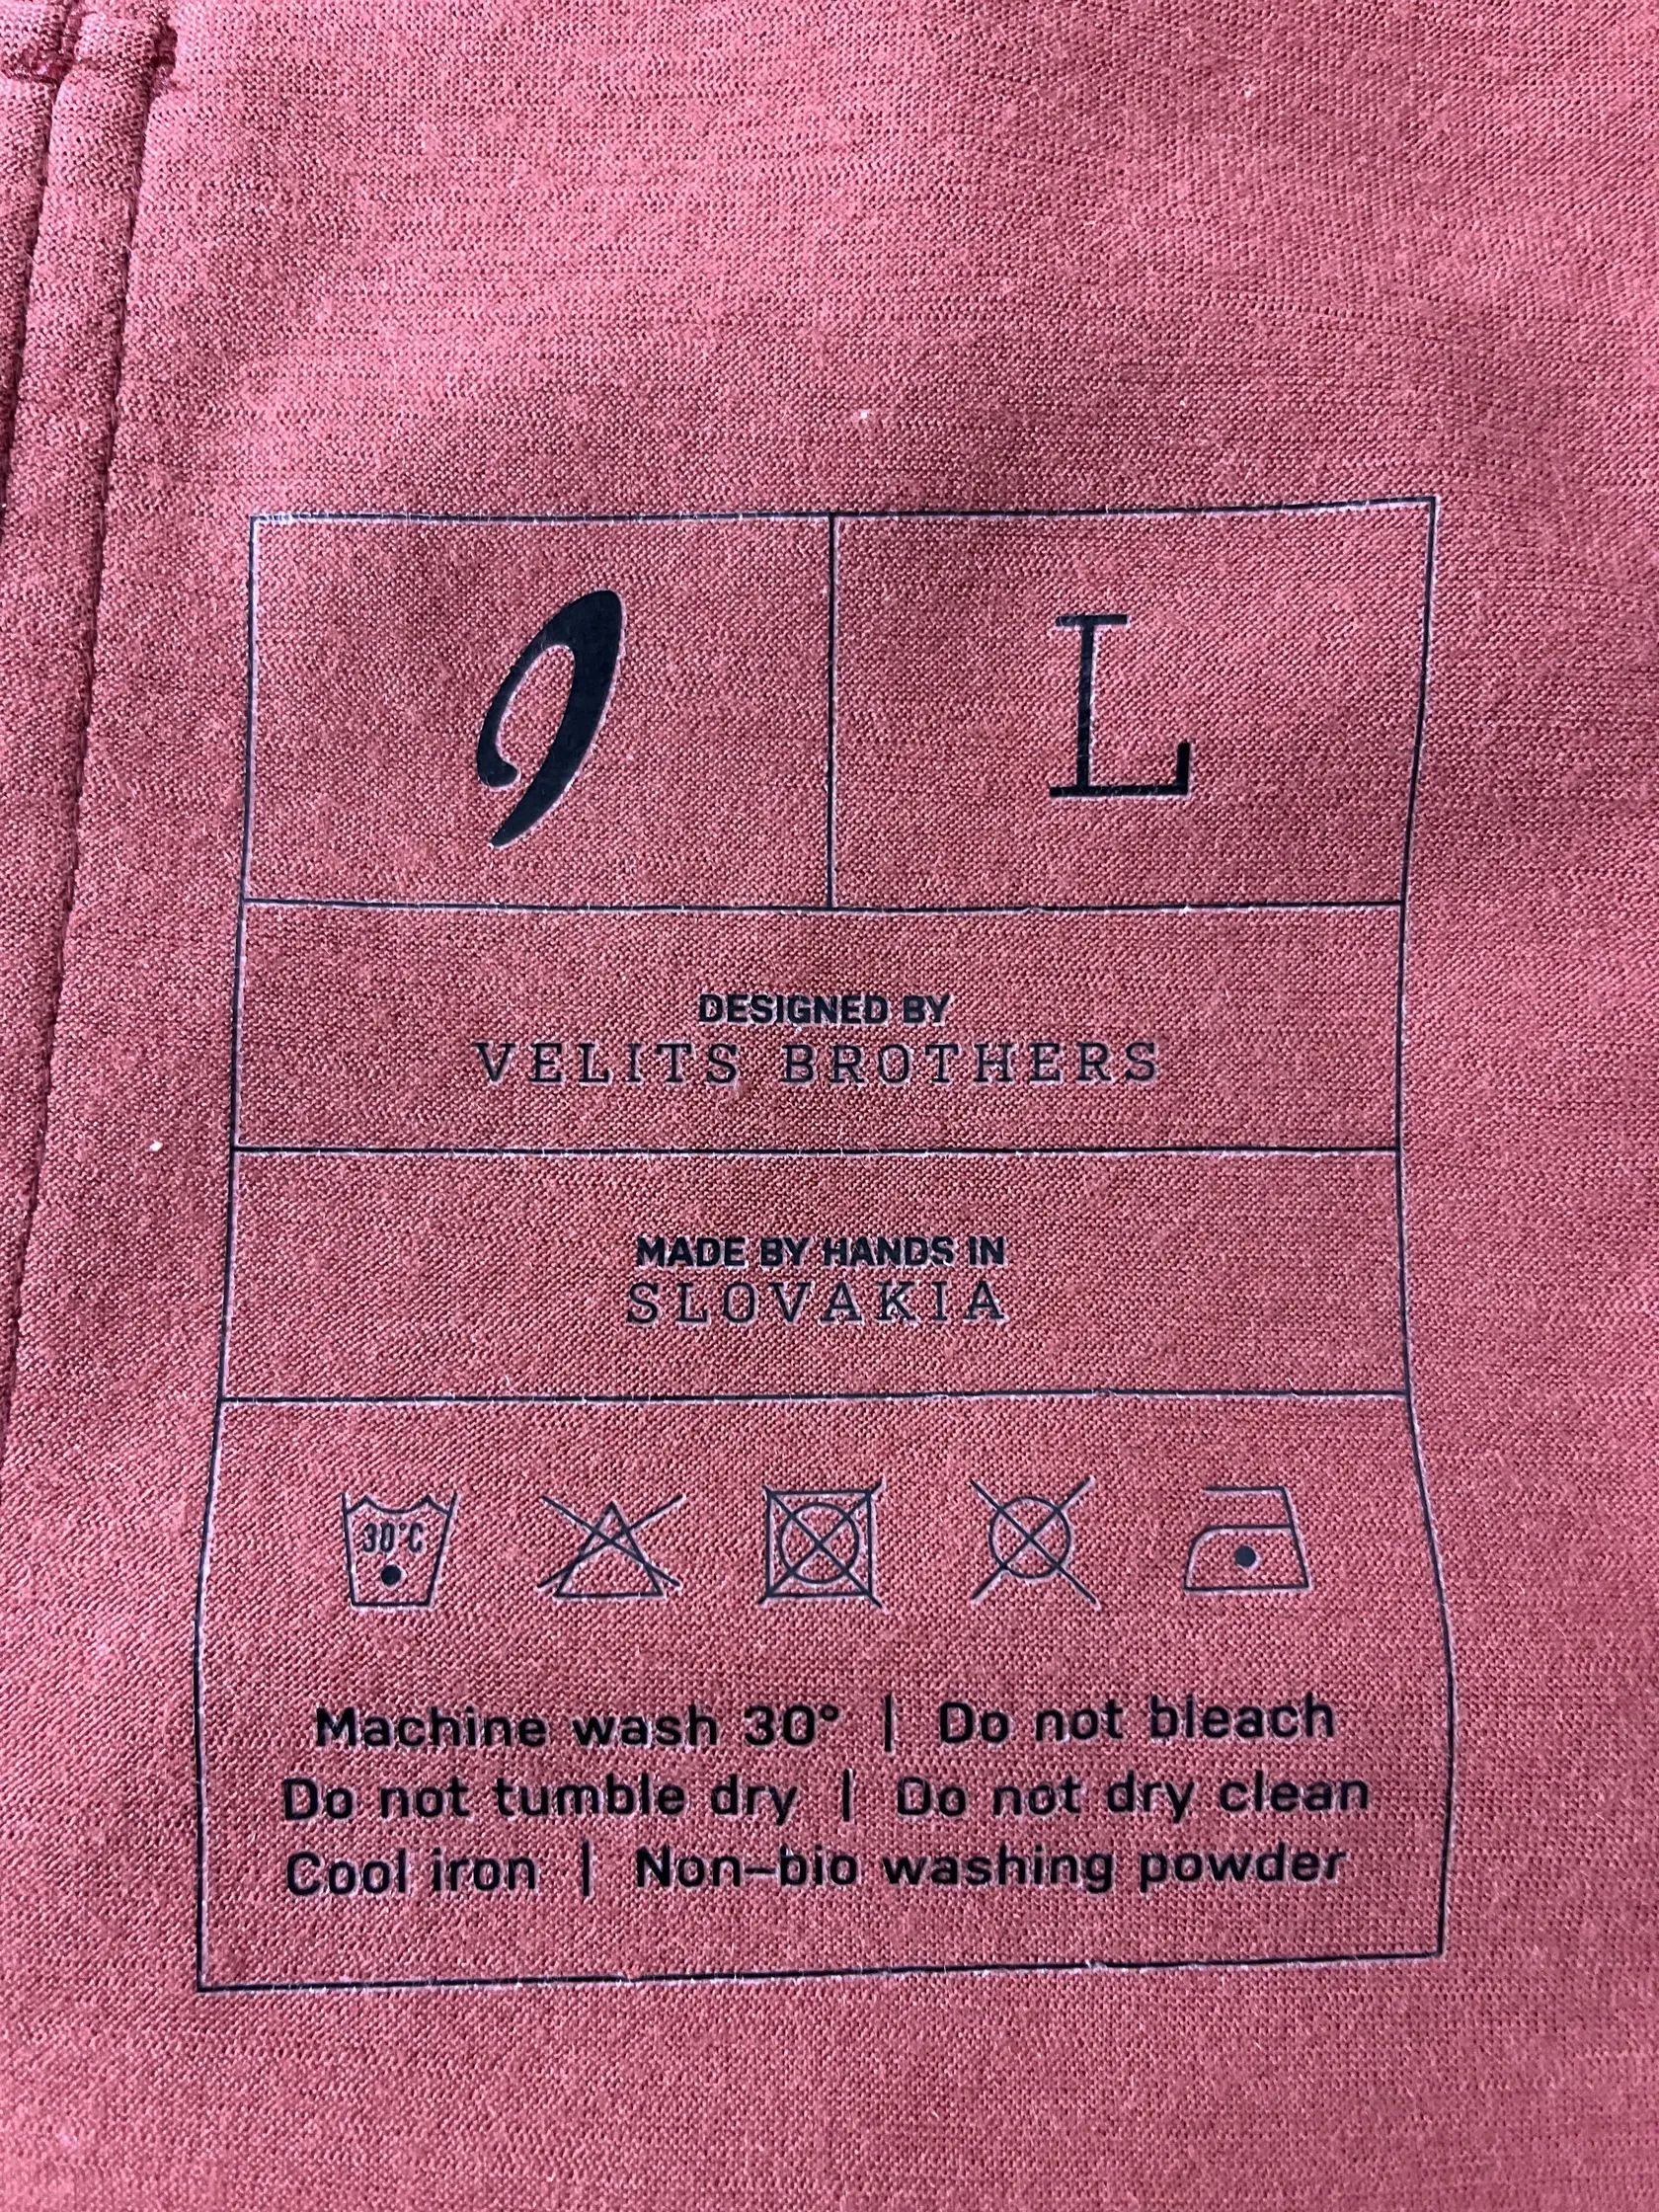 L
DESIGNED BY
VELITS BROTHERS
MADE BY HANDS IN
SLOVAKIA
30°C
Machine wash 30° | Do not bleach
Do not tumble dry | Do not dry clean
Cool iron | Non-bio washing powder